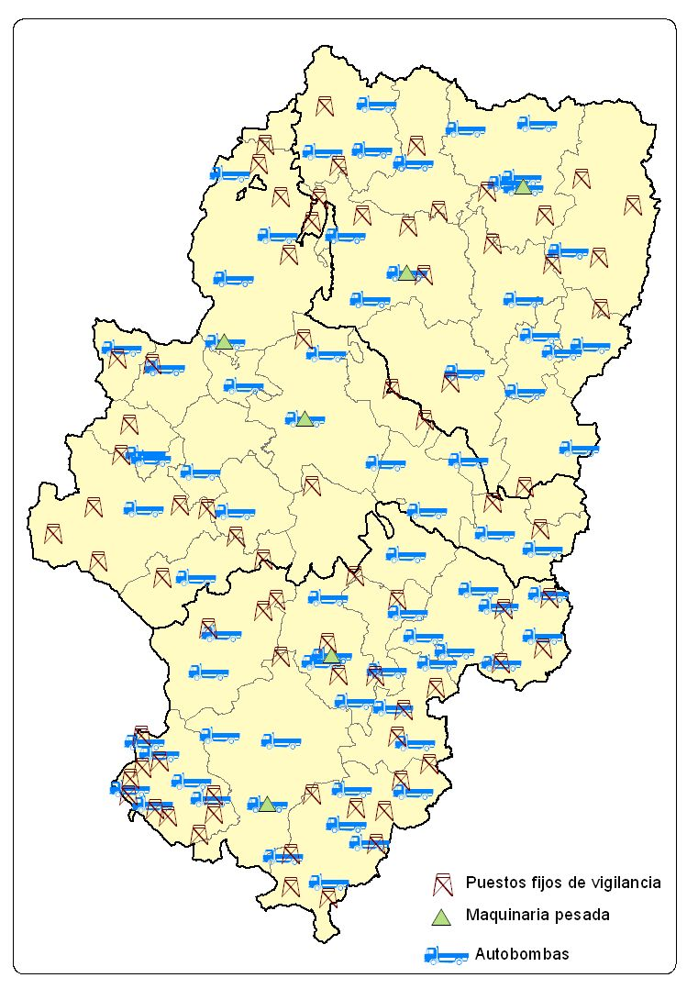 Puestos fijos de vigilancia
Maquinaria pesada
Autobombas